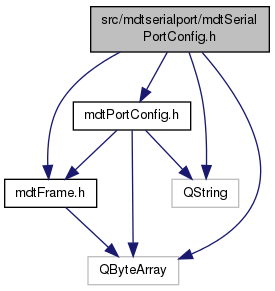 src/mdtserialport/mdtSerial
PortConfig.h
mdtPortConfig.h
mdtFrame.h
QString
QByteArray